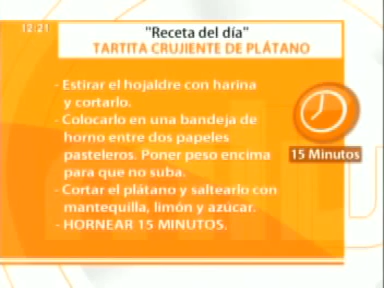 12:21
"Receta del día"
TARTITA CRUJIENTE DE PLÁTANO
- Estirar el hojaldre con harina
y cortarlo.
- Colocarlo en una bandeja de
horno entre dos papeles
pasteleros. Poner peso encima
para que no suba.
- Cortar el plátano y saltearlo con
mantequilla, limón y azúcar.
- HORNEAR 15 MINUTOS.
15 Minutos